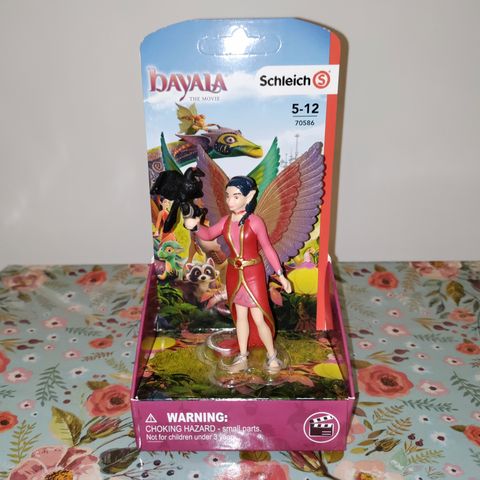 bayala
THE MOVIE
Schleich S
5-12
70586
WARNING:
CHOKING HAZARD - small parts.
Not for children under 3 years.